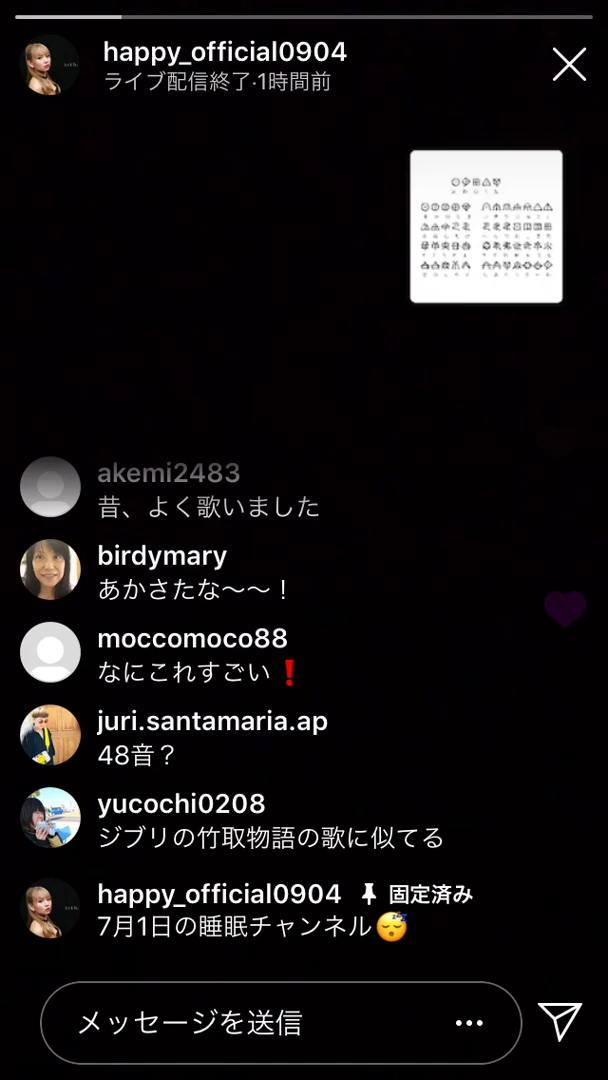 happy_official0904
ライブ配信終了·1時間前
akemi2483
昔、よく歌いました
birdymary
あかさたな〜〜！
moccomoco88
なにこれすごい❗
juri.santamaria.ap
48音？
yucochi0208
ジブリの竹取物語の歌に似てる
happy_official0904 📌 固定済み
7月1日の睡眠チャンネル😴
メッセージを送信 •••